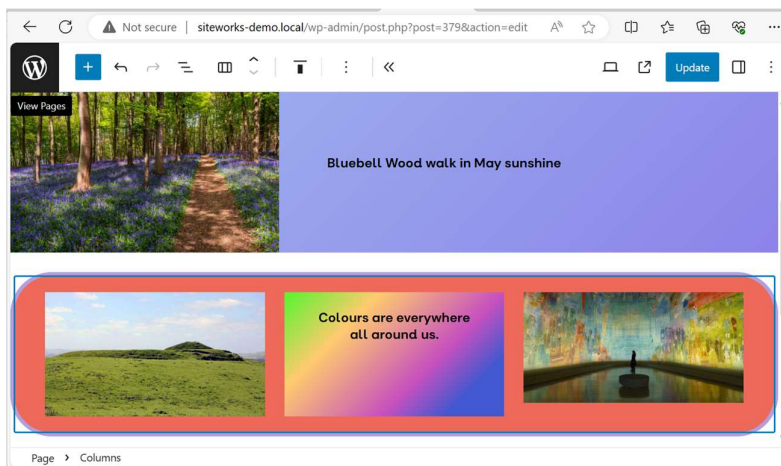 Not secure | siteworks-demo.local/wp-admin/post.php?post=379&action=edit
Update
View Pages
Bluebell Wood walk in May sunshine
Colours are everywhere
all around us.
Page > Columns